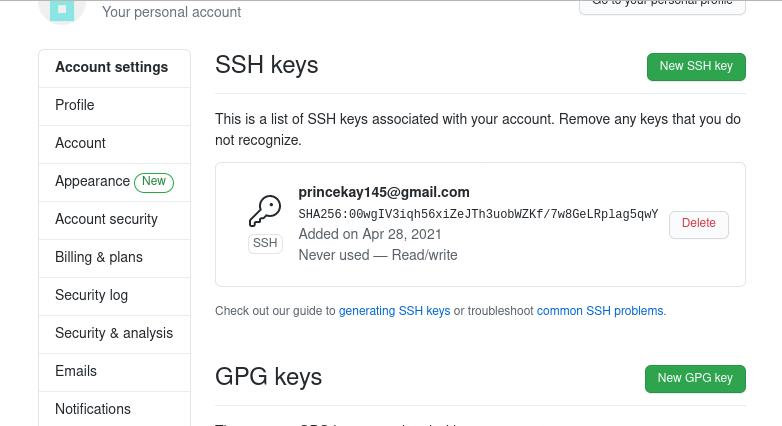 Your personal account
Go to your personal profile
Account settings
Profile
Account
Appearance New
Account security
Billing & plans
Security log
Security & analysis
Emails
Notifications
SSH keys
New SSH key
This is a list of SSH keys associated with your account. Remove any keys that you do
not recognize.
SSH
princekay145@gmail.com
SHA256:00wgIV3iqh56xiZeJTh3uobWZKf/7w8GeLRplag5qwY
Added on Apr 28, 2021
Never used — Read/write
Delete
Check out our guide to generating SSH keys or troubleshoot common SSH problems.
GPG keys
New GPG key